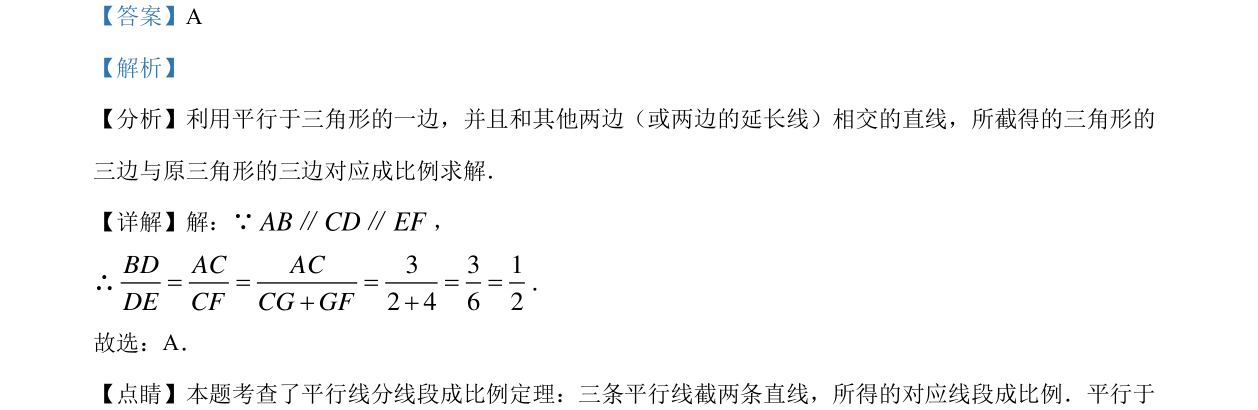 【答案】A
【解析】
【分析】利用平行于三角形的一边，并且和其他两边（或两边的延长线）相交的直线，所截得的三角形的
三边与原三角形的三边对应成比例求解．
【详解】解：∵ AB // CD // EF ，
∴ BD/DE = AC/CF = AC/(CG+GF) = 3/(2+4) = 3/6 = 1/2 .
故选：A．
【点睛】本题考查了平行线分线段成比例定理：三条平行线截两条直线，所得的对应线段成比例．平行于